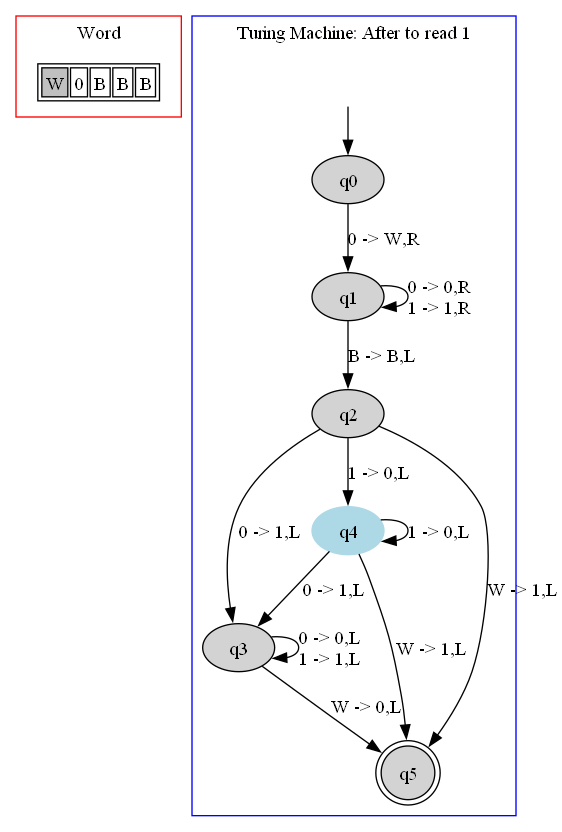 Word
W 0 B B B
Turing Machine: After to read 1
q0
0 -> W,R
q1
0 -> 0,R
1 -> 1,R
B -> B,L
q2
0 -> 1,L
1 -> 0,L
W -> 1,L
q4
1 -> 0,L
0 -> 1,L
W -> 1,L
q3
0 -> 0,L
1 -> 1,L
W -> 0,L
q5